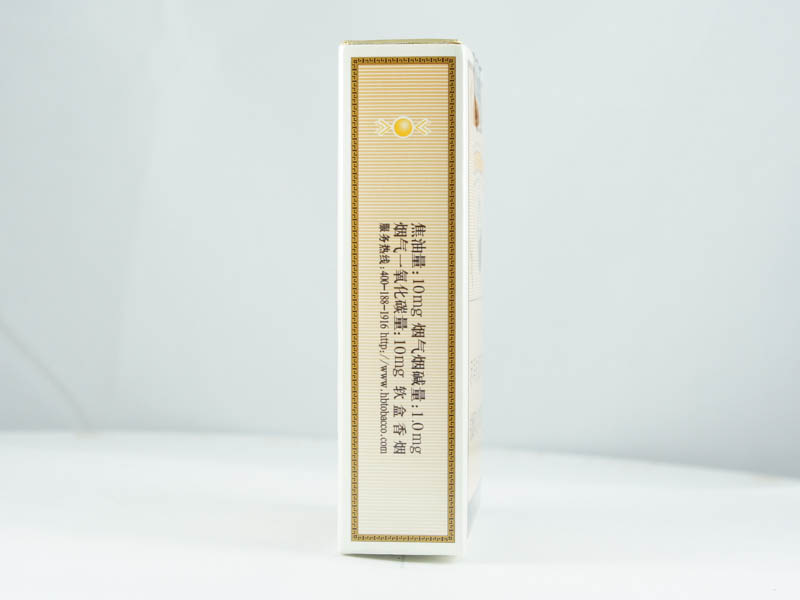 焦油量:10mg 烟气烟碱量:1.0mg
烟气一氧化碳量:10mg 软盒香烟
服务热线:400-188-1916 http://www.hbtobacco.com